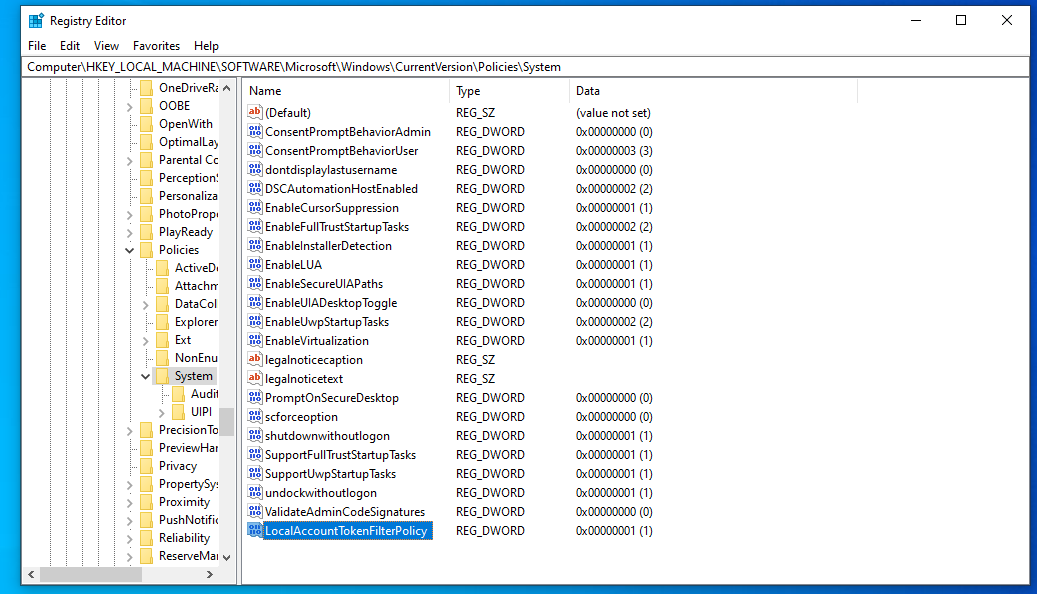 Registry Editor
File Edit View Favorites Help
Computer\HKEY_LOCAL_MACHINE\SOFTWARE\Microsoft\Windows\CurrentVersion\Policies\System
OneDriveRa
OOBE
OpenWith
OptimalLay
Parental Co
Perception
Personaliza
PhotoPrope
PlayReady
Policies
ActiveDe
Attachm
DataCol
Explorer
Ext
NonEnu
System
Audit
UIPI
PrecisionTo
PreviewHan
Privacy
PropertySys
Proximity
PushNotific
Reliability
ReserveMan
Name Type Data
ab (Default) REG_SZ (value not set)
ConsentPromptBehaviorAdmin REG_DWORD 0x00000000 (0)
ConsentPromptBehaviorUser REG_DWORD 0x00000003 (3)
dontdisplaylastusername REG_DWORD 0x00000000 (0)
DSCAutomationHostEnabled REG_DWORD 0x00000002 (2)
EnableCursorSuppression REG_DWORD 0x00000001 (1)
EnableFullTrustStartupTasks REG_DWORD 0x00000002 (2)
EnableInstallerDetection REG_DWORD 0x00000001 (1)
EnableLUA REG_DWORD 0x00000001 (1)
EnableSecureUIAPaths REG_DWORD 0x00000001 (1)
EnableUIADesktopToggle REG_DWORD 0x00000000 (0)
EnableUwpStartupTasks REG_DWORD 0x00000002 (2)
EnableVirtualization REG_DWORD 0x00000001 (1)
ab legalnoticecaption REG_SZ
ab legalnoticetext REG_SZ
PromptOnSecureDesktop REG_DWORD 0x00000000 (0)
scforceoption REG_DWORD 0x00000000 (0)
shutdownwithoutlogon REG_DWORD 0x00000001 (1)
SupportFullTrustStartupTasks REG_DWORD 0x00000001 (1)
SupportUwpStartupTasks REG_DWORD 0x00000001 (1)
undockwithoutlogon REG_DWORD 0x00000001 (1)
ValidateAdminCodeSignatures REG_DWORD 0x00000000 (0)
LocalAccountTokenFilterPolicy REG_DWORD 0x00000001 (1)